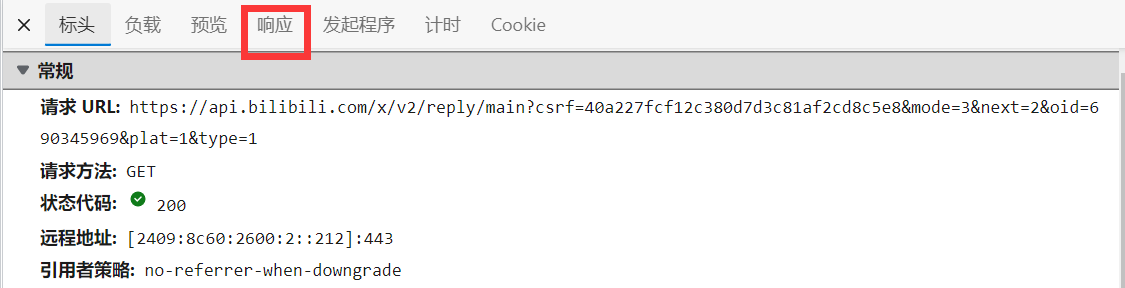 标头 负载 预览 响应 发起程序 计时 Cookie
常规
请求 URL: https://api.bilibili.com/x/v2/reply/main?csrf=40a227fcf12c380d7d3c81af2cd8c5e8&mode=3&next=2&oid=6
90345969&plat=1&type=1
请求方法: GET
状态代码: 200
远程地址: [2409:8c60:2600:2::212]:443
引用者策略: no-referrer-when-downgrade